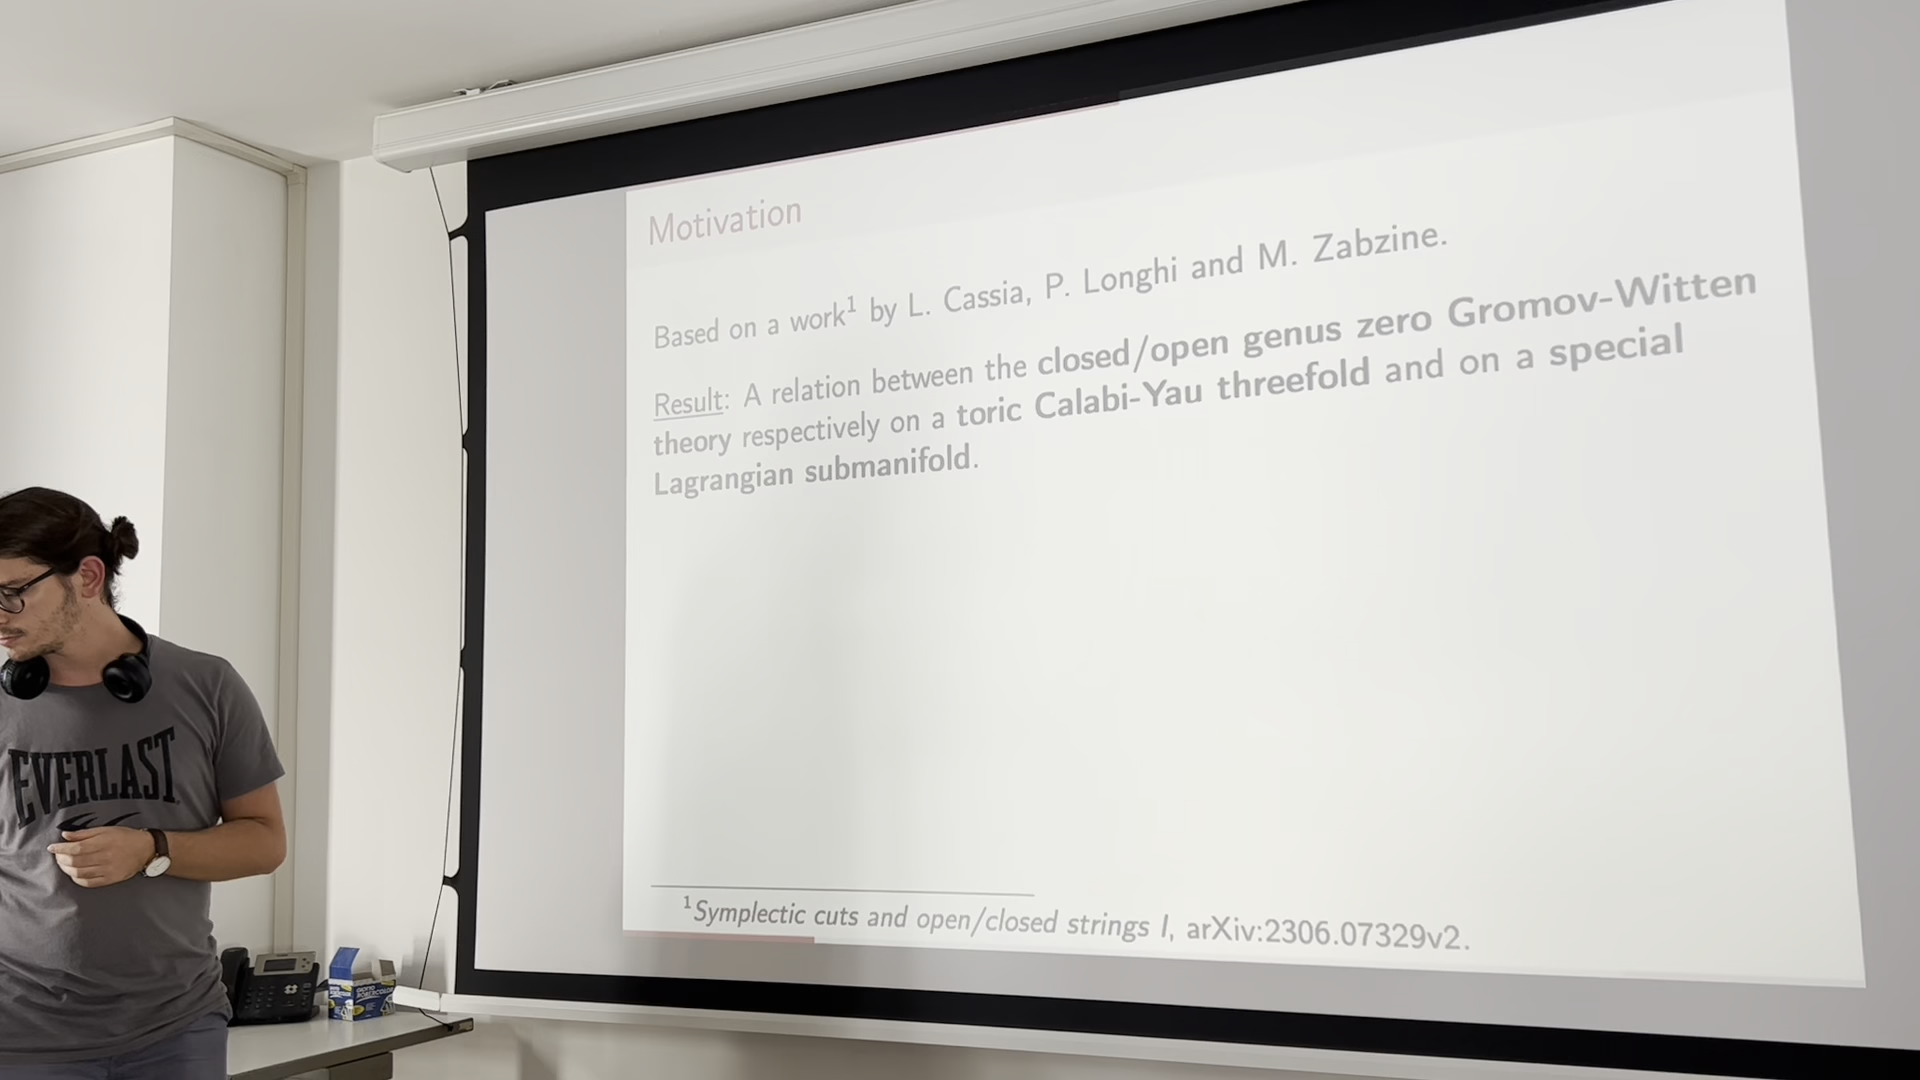 Motivation
Based on a work¹ by L. Cassia, P. Longhi and M. Zabzine.
Result: A relation between the closed/open genus zero Gromov-Witten
theory respectively on a toric Calabi-Yau threefold and on a special
Lagrangian submanifold.
¹Symplectic cuts and open/closed strings I, arXiv:2306.07329v2.
EVERLAST